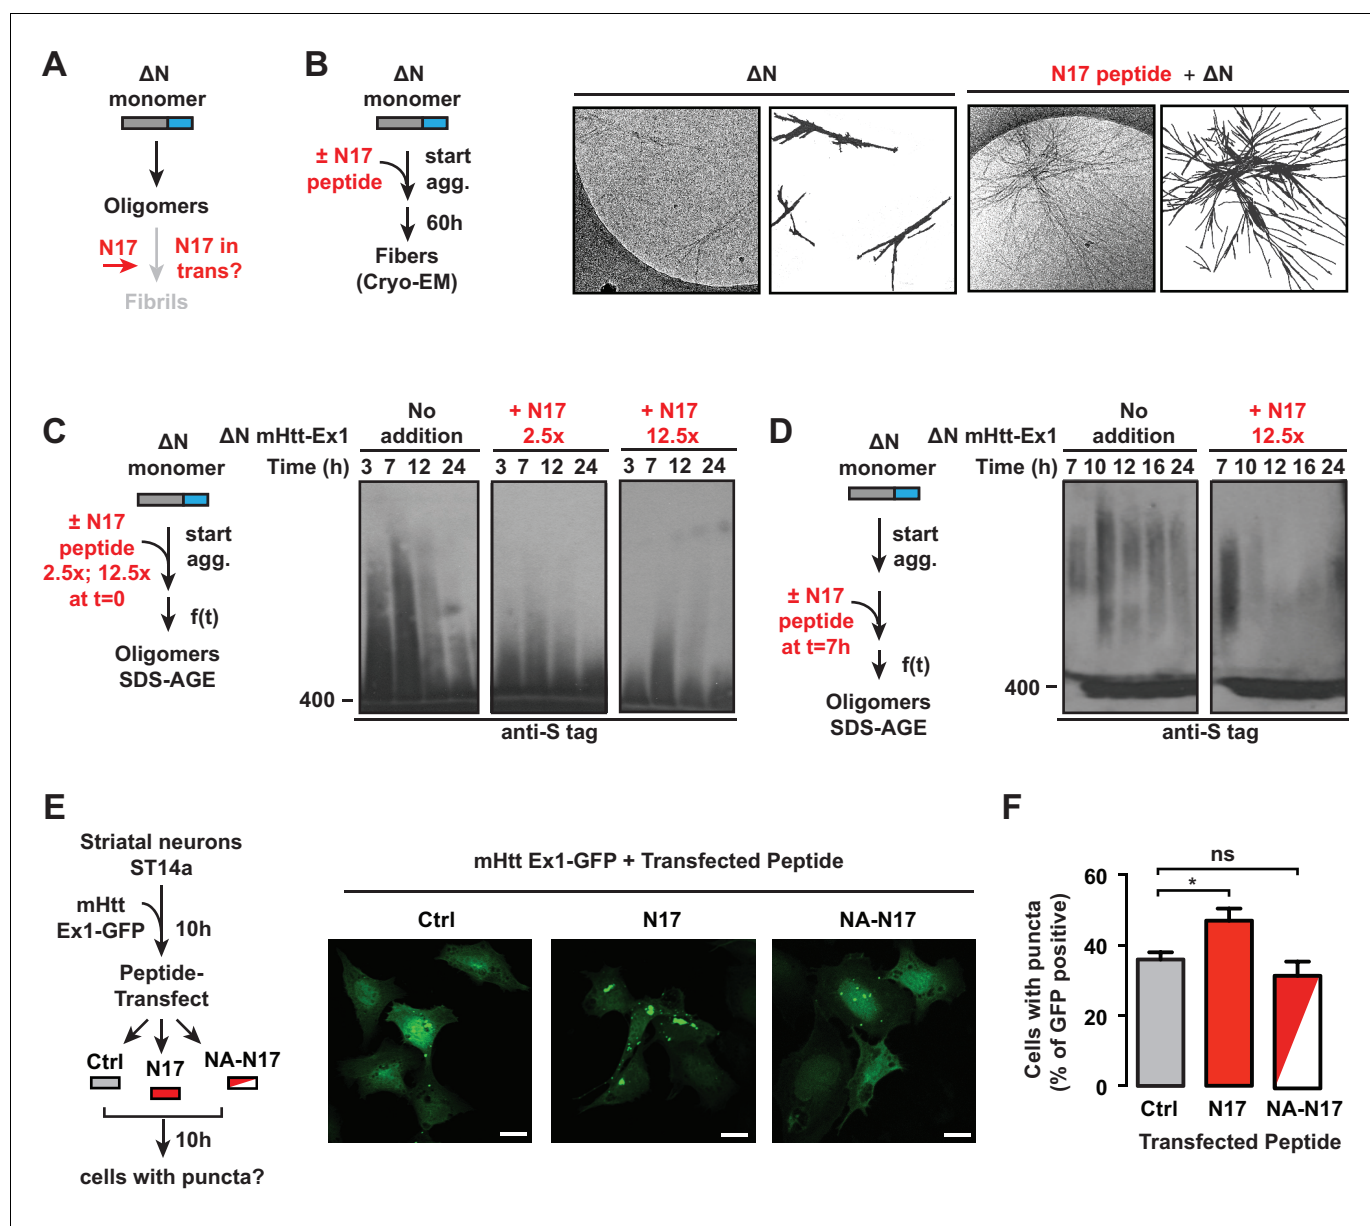 A
ΔN
monomer
Oligomers
N17
N17 in
trans?
Fibrils
B
ΔN
monomer
± N17
peptide
start
agg.
60h
Fibers
(Cryo-EM)
ΔN
N17 peptide + ΔN
C
ΔN
monomer
± N17
peptide
2.5x; 12.5x
at t=0
start
agg.
f(t)
Oligomers
SDS-AGE
ΔN mHtt-Ex1
No
addition
+ N17
2.5x
+ N17
12.5x
Time (h)
3 7 12 24
3 7 12 24
3 7 12 24
400
anti-S tag
D
ΔN
monomer
start
agg.
± N17
peptide
at t=7h
f(t)
Oligomers
SDS-AGE
ΔN mHtt-Ex1
No
addition
+ N17
12.5x
Time (h)
7 10 12 16 24
7 10 12 16 24
400
anti-S tag
E
Striatal neurons
ST14a
mHtt
Ex1-GFP
10h
Peptide-
Transfect
Ctrl
N17
NA-N17
10h
cells with puncta?
mHtt Ex1-GFP + Transfected Peptide
Ctrl
N17
NA-N17
F
Cells with puncta
(% of GFP positive)
60
40
20
0
ns
*
Ctrl
N17
NA-N17
Transfected Peptide